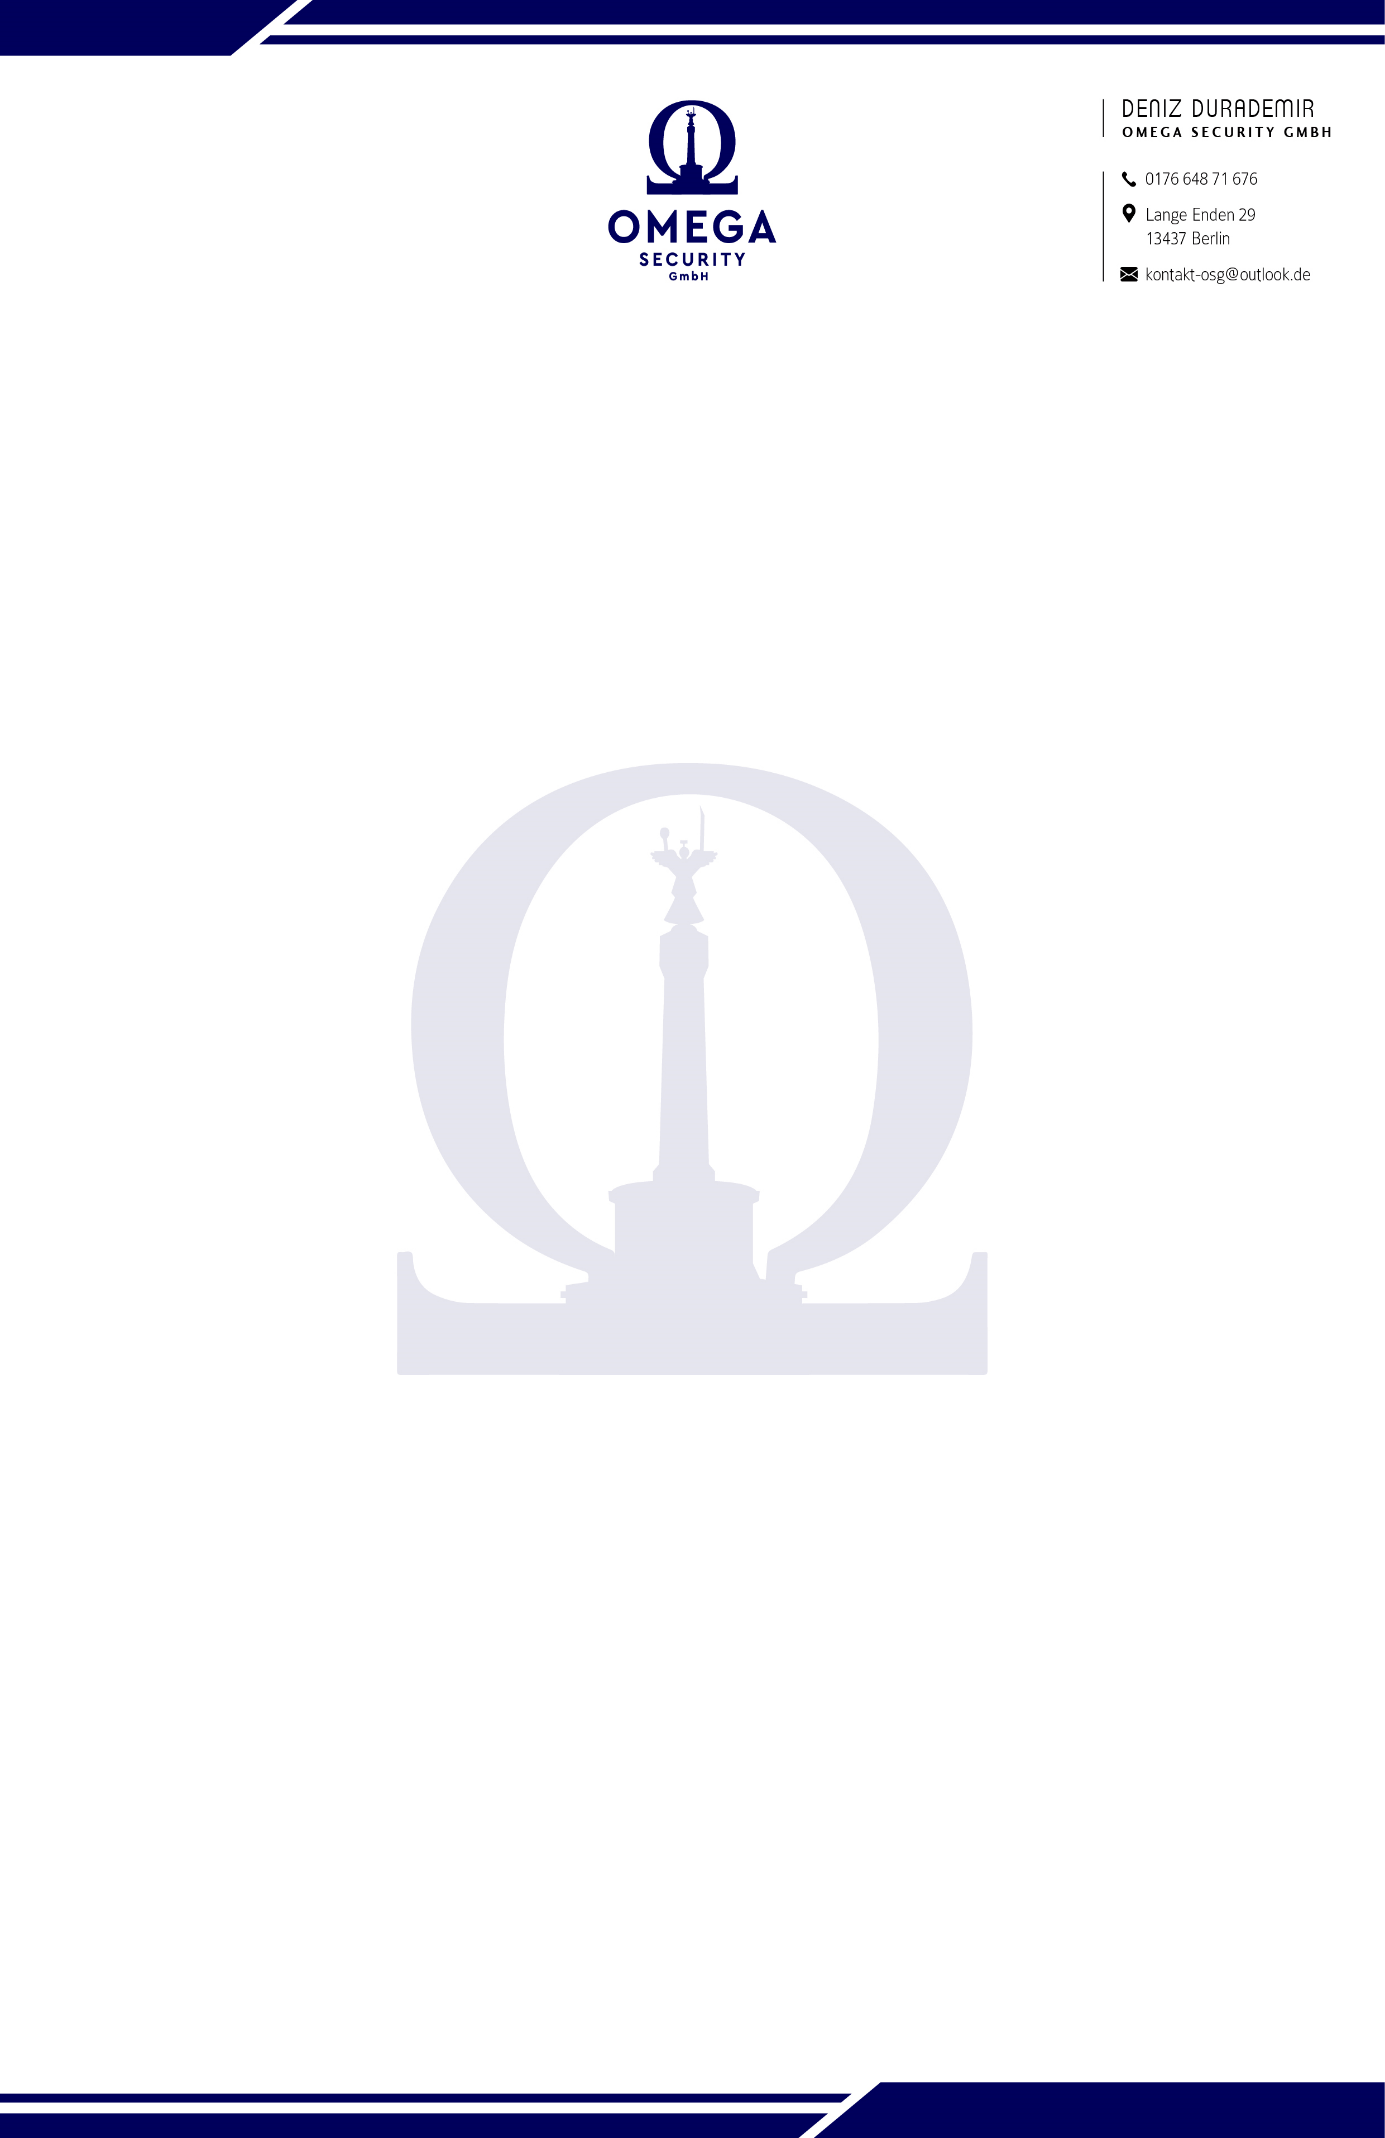 OMEGA
SECURITY
GmbH
DENIZ DURADEMIR
OMEGA SECURITY GMBH
0176 648 71 676
Lange Enden 29
13437 Berlin
kontakt-osg@outlook.de